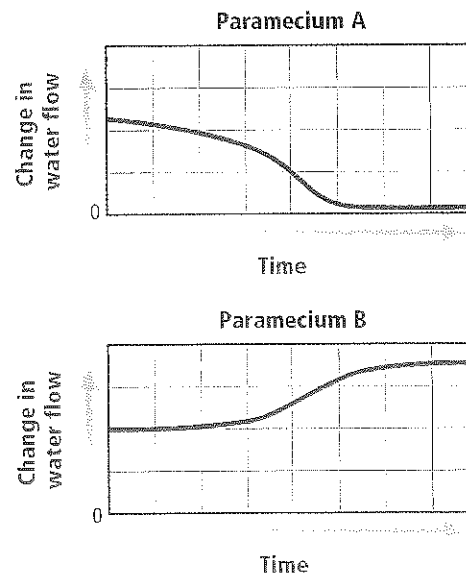 Paramecium A
Change in
water flow
0
Time
Paramecium B
Change in
water flow
0
Time